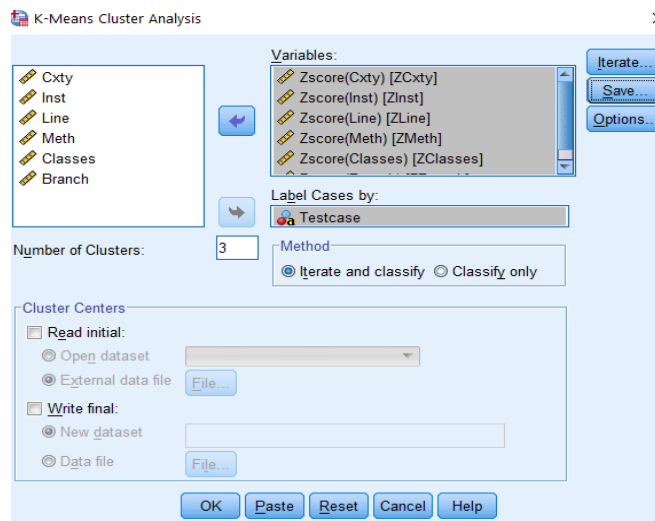 K-Means Cluster Analysis
Variables:
Cxty
Inst
Line
Meth
Classes
Branch
Zscore(Cxty) [ZCxty]
Zscore(Inst) [ZInst]
Zscore(Line) [ZLine]
Zscore(Meth) [ZMeth]
Zscore(Classes) [ZClasses]
Iterate...
Save...
Options...
Label Cases by:
Testcase
Number of Clusters: 3
Method
Iterate and classify Classify only
Cluster Centers
Read initial:
Open dataset
External data file File...
Write final:
New dataset
Data file File...
OK Paste Reset Cancel Help